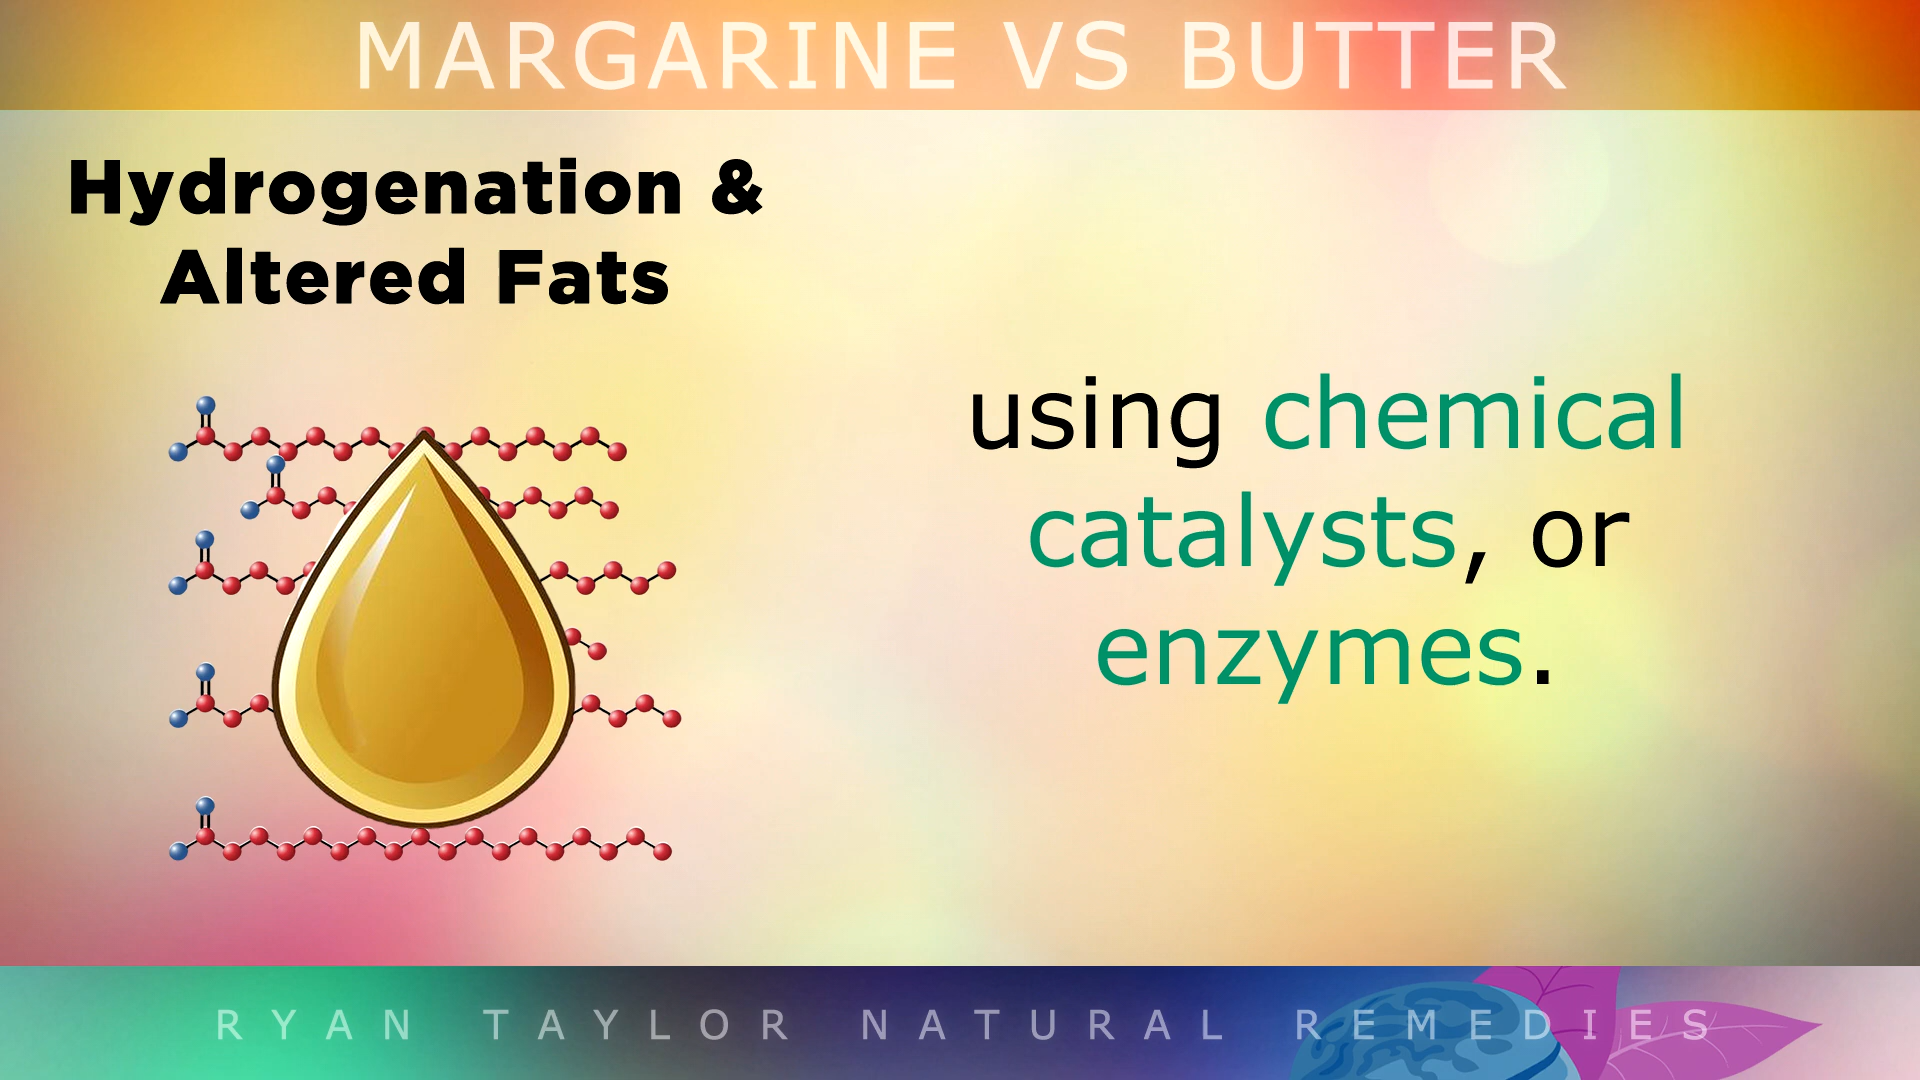 MARGARINE VS BUTTER
Hydrogenation &
Altered Fats
using chemical
catalysts, or
enzymes.
RYAN TAYLOR NATURAL REMEDIES